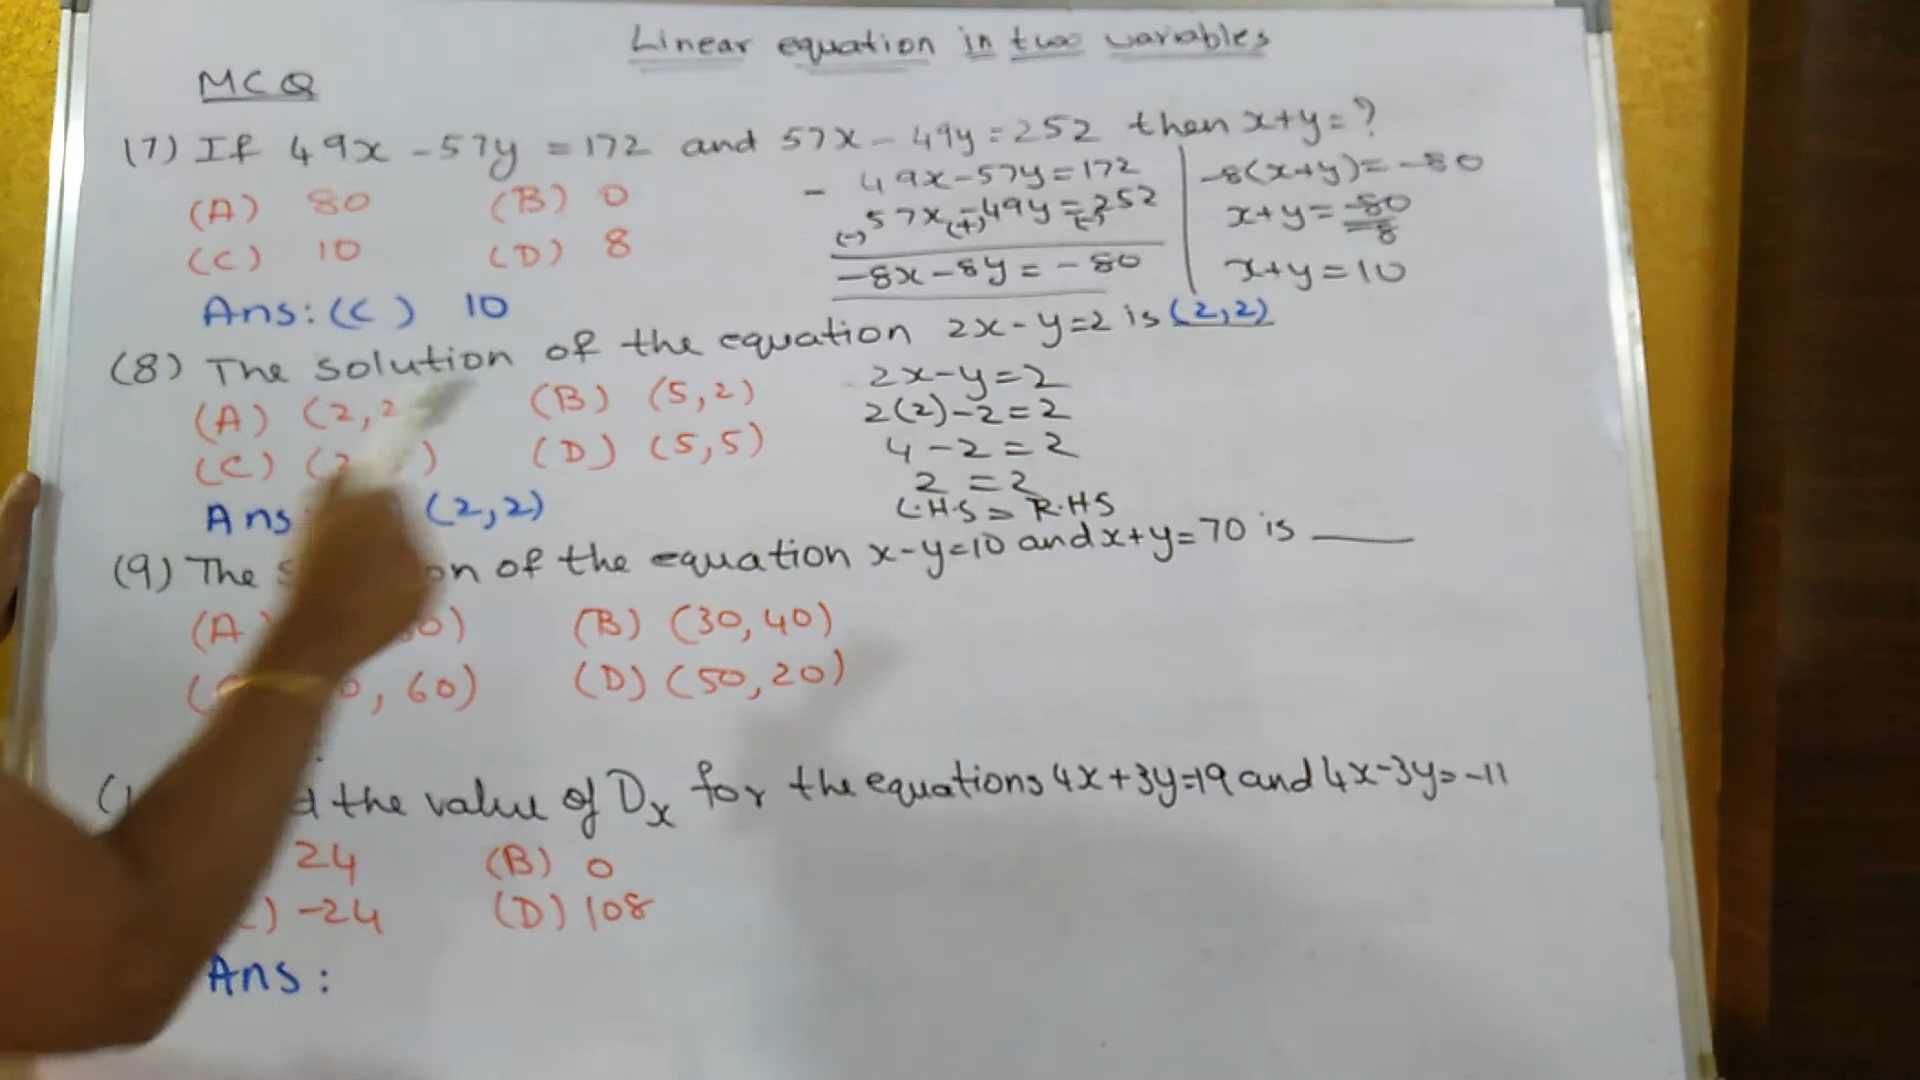 Linear equation in two variables
MCQ
(7) If 49x - 57y = 172 and 57x - 49y = 252 then x+y = ?
(A) 80 (B) 0
(C) 10 (D) 8
Ans: (C) 10
- 49x - 57y = 172
(-) 57x (+) - 49y = (-) 252
-8x - 8y = -80
-8(x+y) = -80
x+y = -80/-8
x+y = 10
(8) The solution of the equation 2x - y = 2 is (2,2)
(A) (2,2 (B) (5,2)
(C) (2 ) (D) (5,5)
Ans (2,2)
2x - y = 2
2(2) - 2 = 2
4 - 2 = 2
2 = 2
L.H.S = R.H.S
(9) The of the equation x-y=10 and x+y=70 is ____
(A) (B) (30,40)
, 60) (D) (50,20)
the value of Dx for the equations 4x+3y=19 and 4x-3y=-11
24 (B) 0
) -24 (D) 108
Ans :